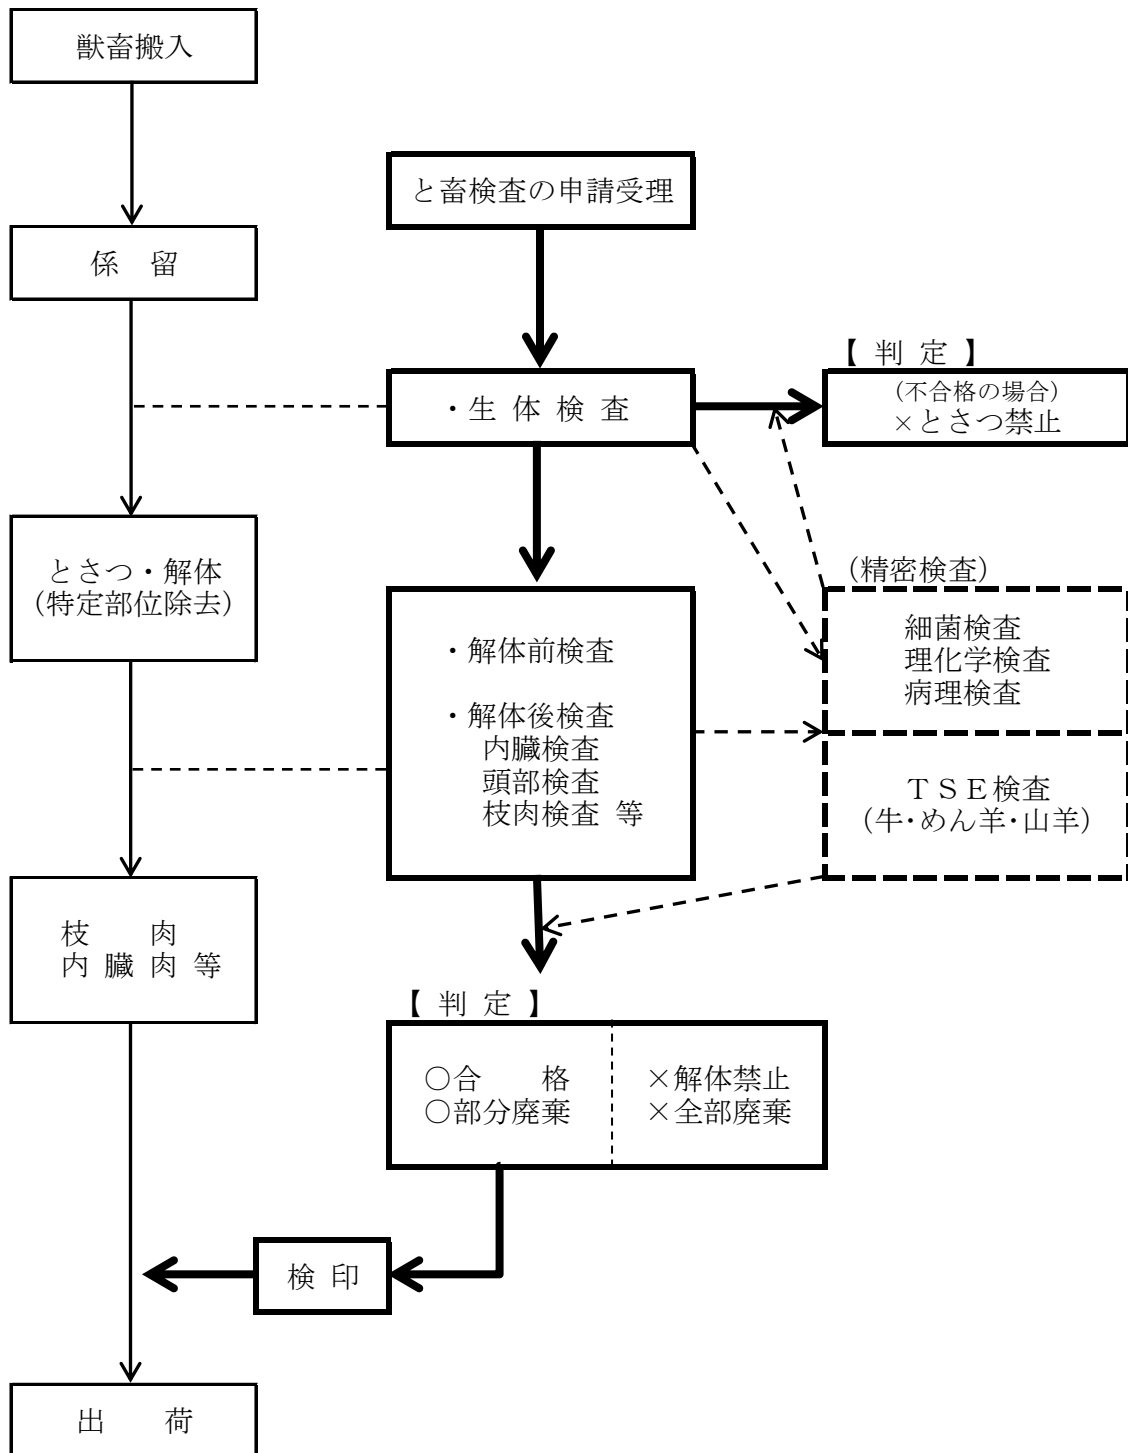 獣畜搬入
と畜検査の申請受理
係　留
【 判 定 】
・生 体 検 査
（不合格の場合）
×とさつ禁止
とさつ・解体
（特定部位除去）
（精密検査）
細菌検査
理化学検査
病理検査
・解体前検査
・解体後検査
内臓検査
頭部検査
枝肉検査 等
ＴＳＥ検査
（牛・めん羊・山羊）
枝　　肉
内 臓 肉 等
【 判 定 】
○合　　格
○部分廃棄
×解体禁止
×全部廃棄
検 印
出　　荷